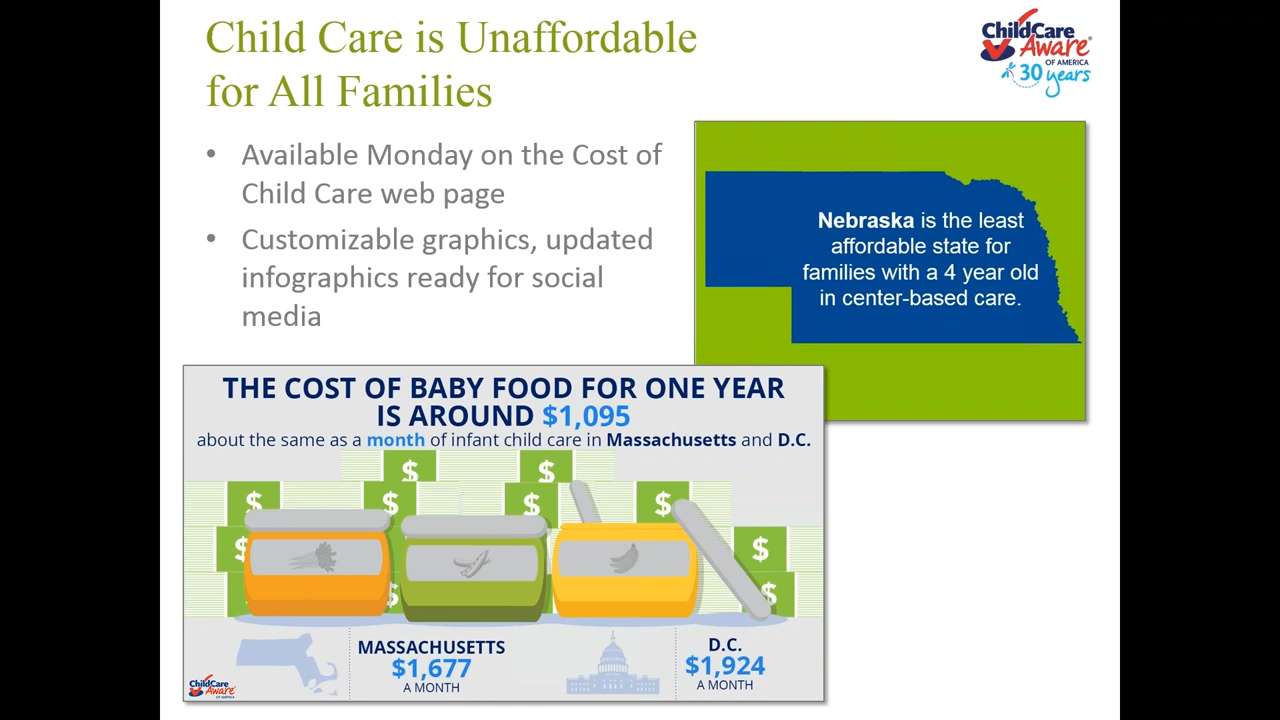 Child Care is Unaffordable
for All Families
ChildCare
Aware®
OF AMERICA
30 years
• Available Monday on the Cost of
Child Care web page
• Customizable graphics, updated
infographics ready for social
media
Nebraska is the least
affordable state for
families with a 4 year old
in center-based care.
THE COST OF BABY FOOD FOR ONE YEAR
IS AROUND $1,095
about the same as a month of infant child care in Massachusetts and D.C.
$ $
$ $ $ $
$ $
$ $
MASSACHUSETTS
$1,677
A MONTH
D.C.
$1,924
A MONTH
ChildCare
Aware®
OF AMERICA